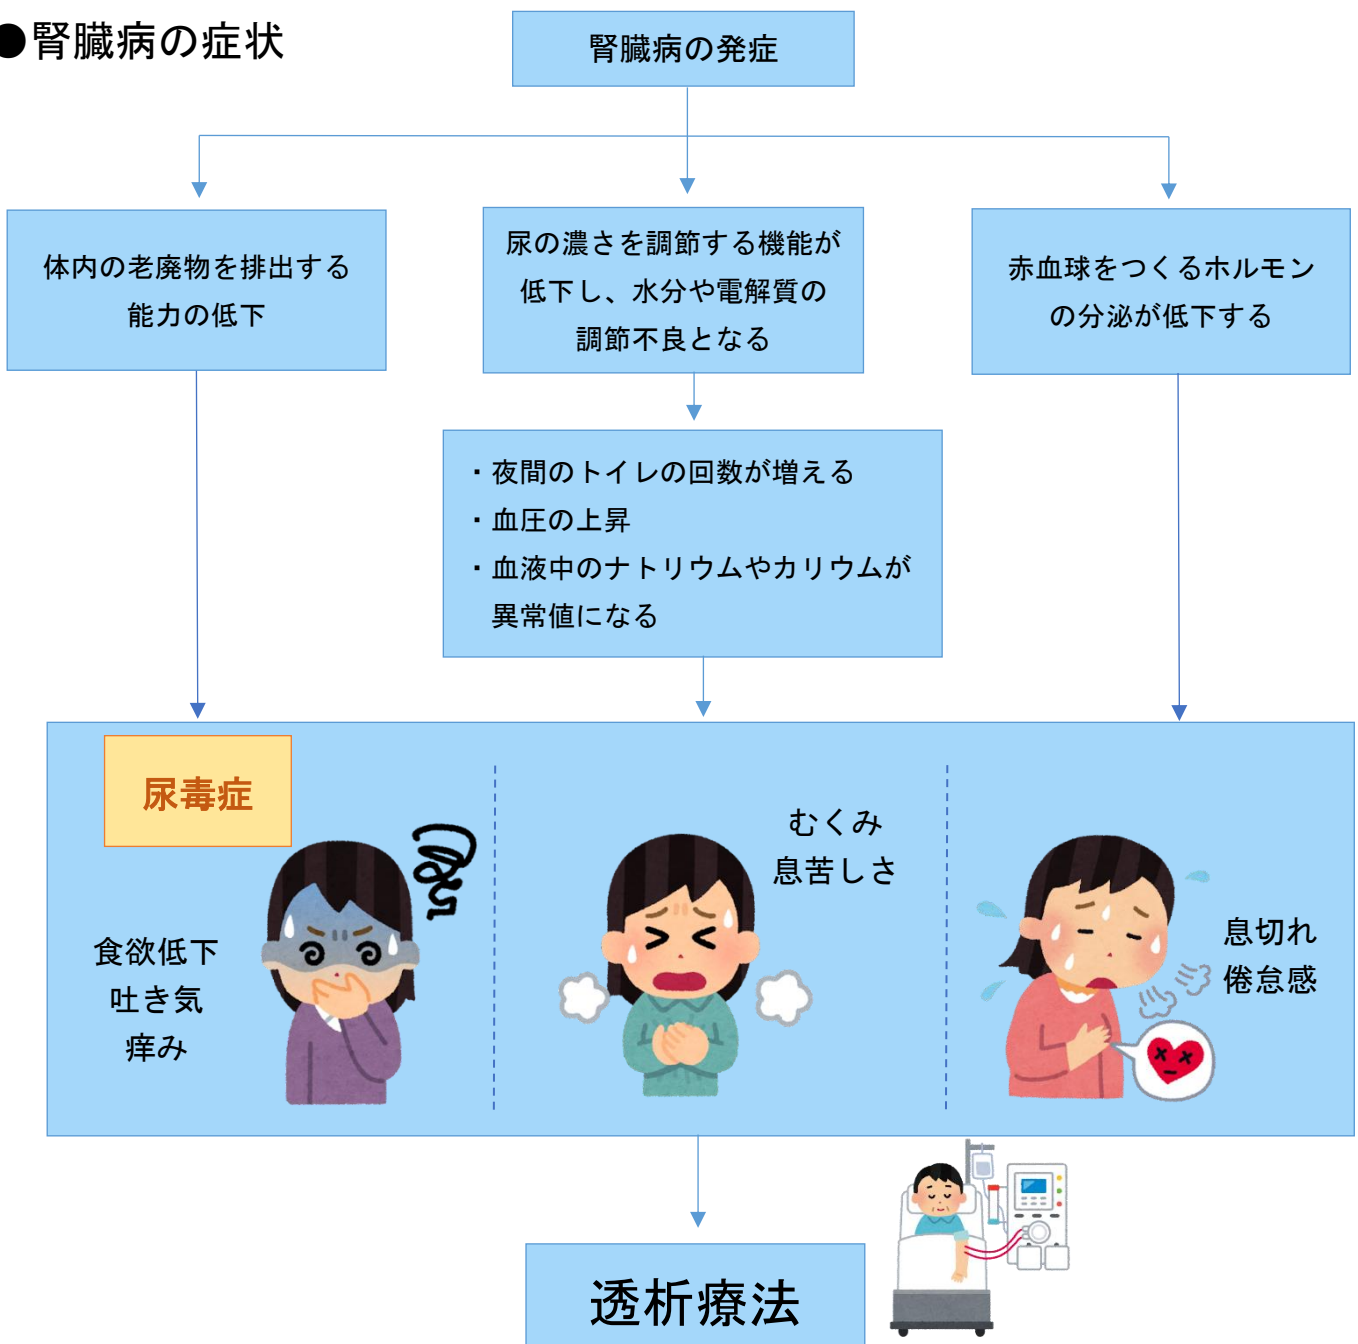 ●腎臓病の症状
腎臓病の発症
体内の老廃物を排出する
能力の低下
尿の濃さを調節する機能が
低下し、水分や電解質の
調節不良となる
赤血球をつくるホルモン
の分泌が低下する
・夜間のトイレの回数が増える
・血圧の上昇
・血液中のナトリウムやカリウムが
異常値になる
尿毒症
食欲低下
吐き気
痒み
むくみ
息苦しさ
息切れ
倦怠感
透析療法